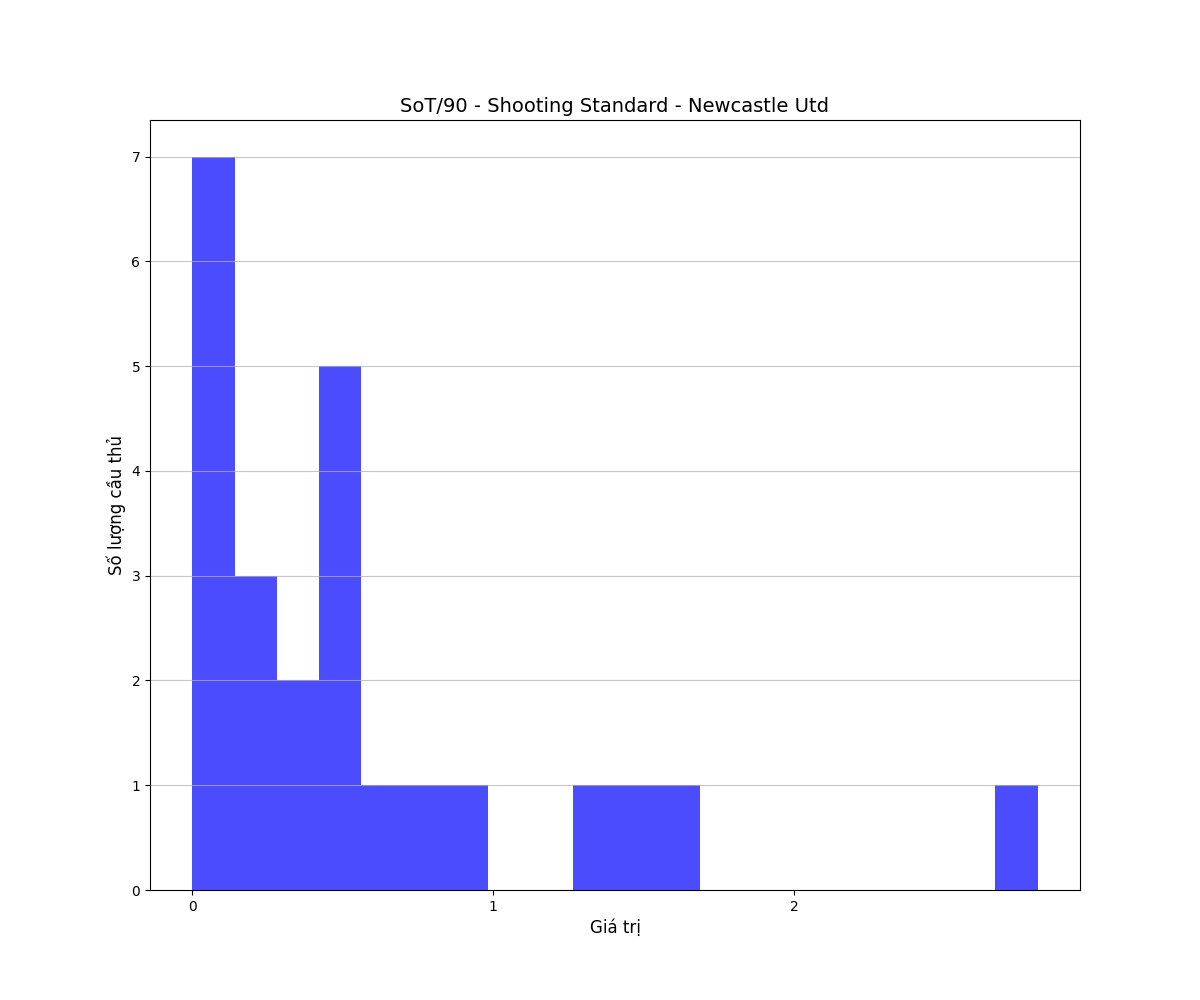 SoT/90 - Shooting Standard - Newcastle Utd
Số lượng cầu thủ
7
6
5
4
3
2
1
0
0 1 2
Giá trị